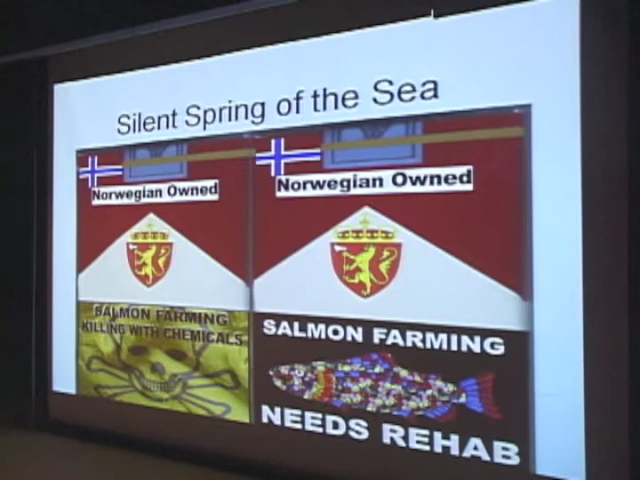 Silent Spring of the Sea
Norwegian Owned
SALMON FARMING
KILLING WITH CHEMICALS
Norwegian Owned
SALMON FARMING
NEEDS REHAB